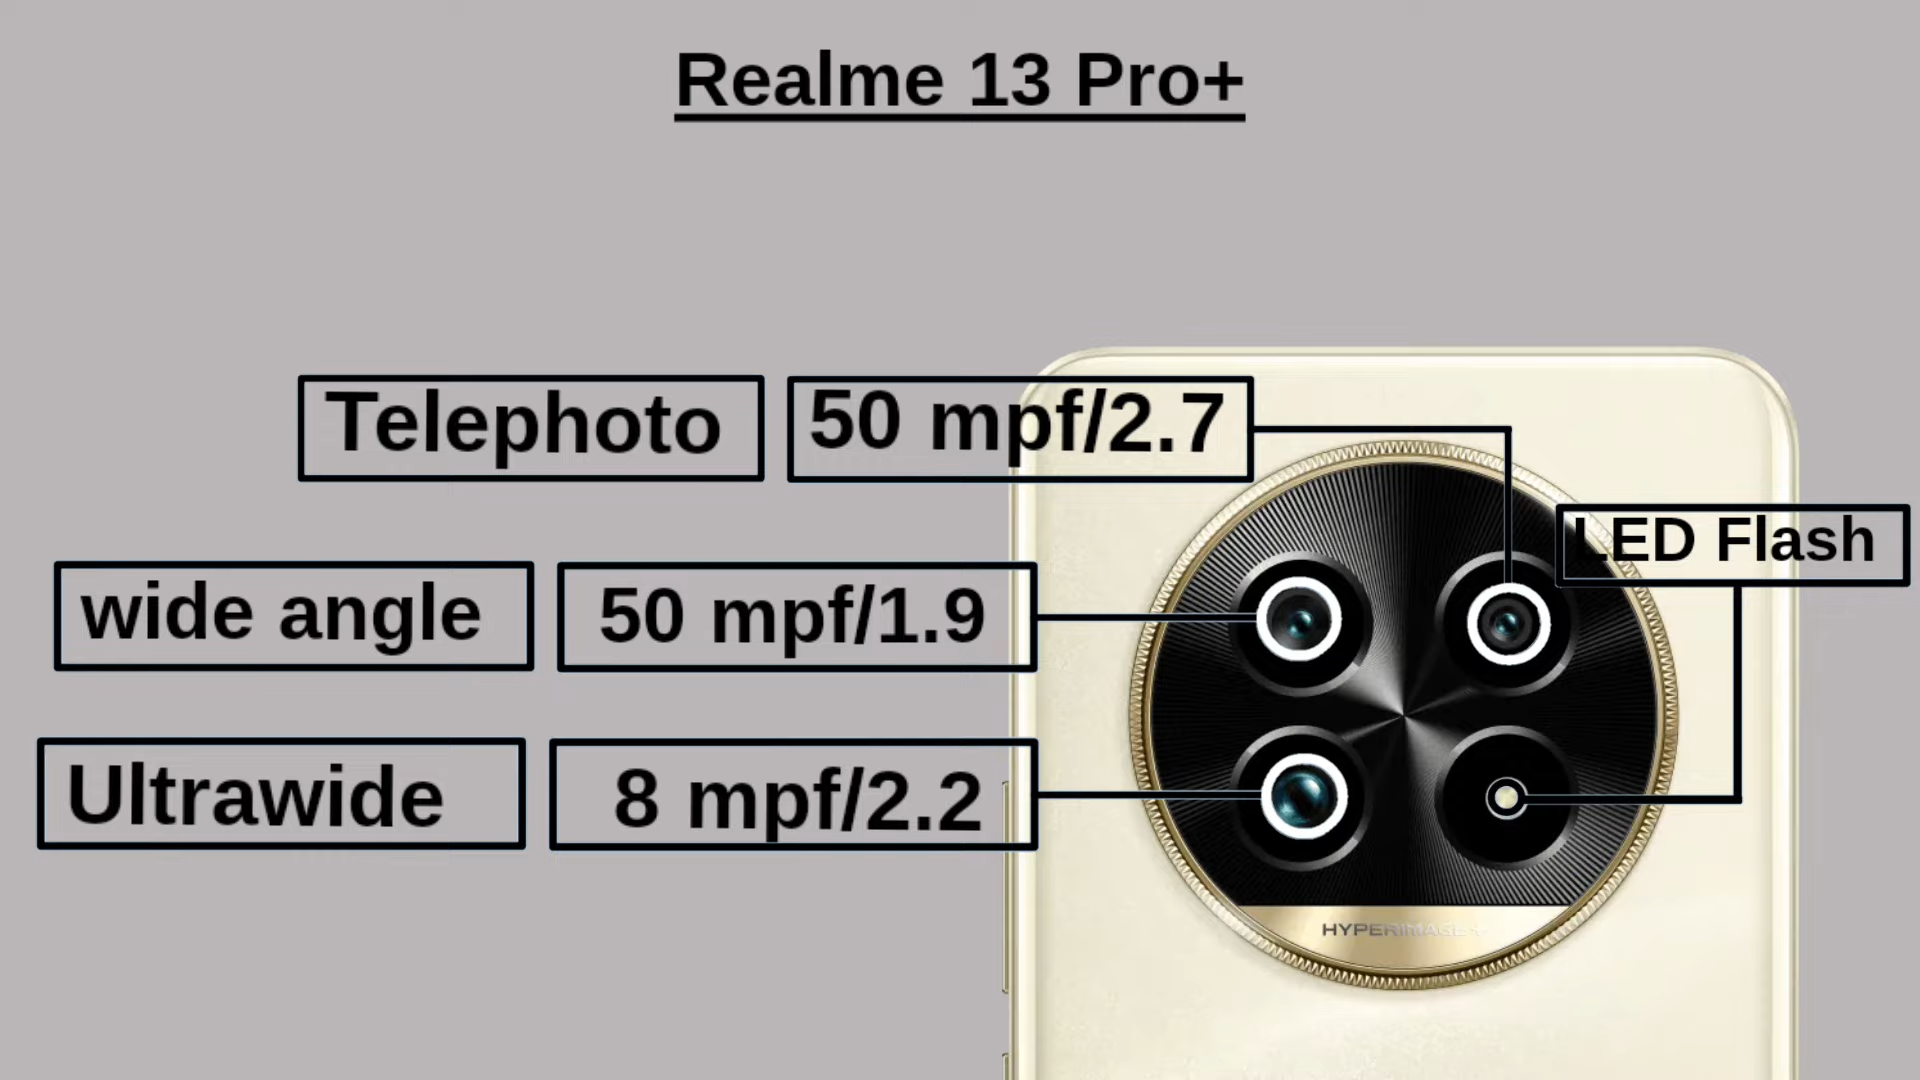 Realme 13 Pro+
Telephoto
50 mpf/2.7
LED Flash
wide angle
50 mpf/1.9
Ultrawide
8 mpf/2.2
HYPERIMAGE+